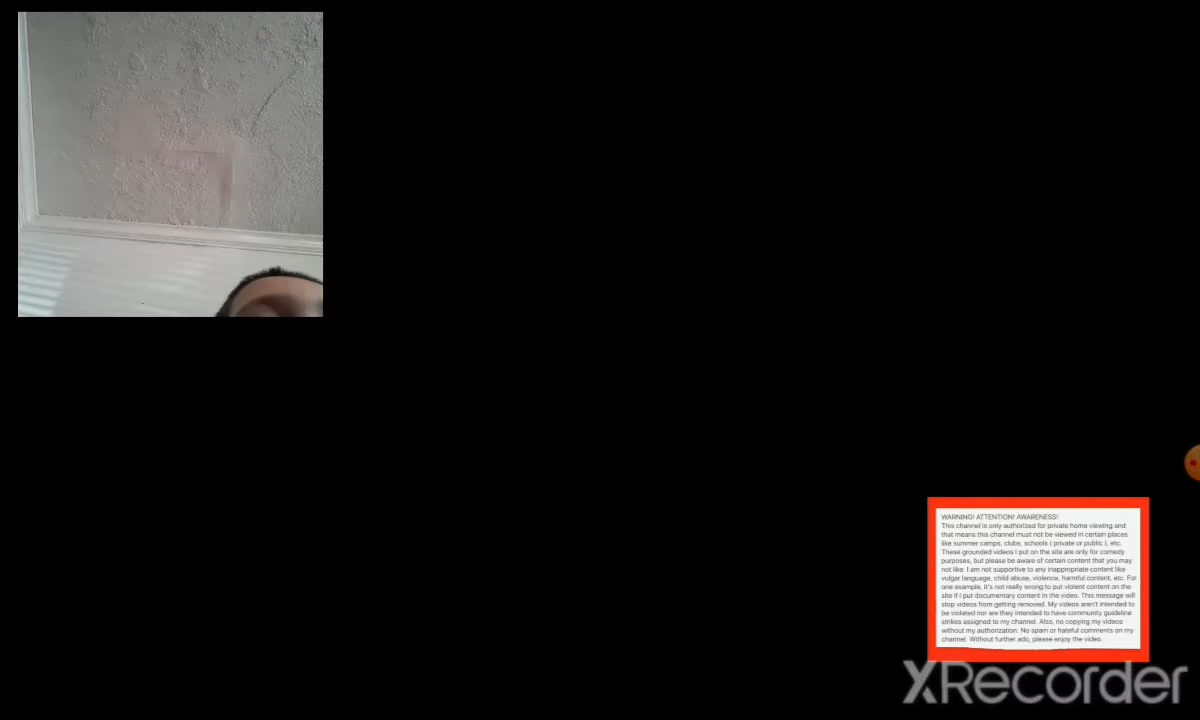 WARNING! ATTENTION! AWARENESS!
This channel is only authorized for private home viewing and
that means this channel must not be viewed in certain places
like summer camps, clubs, schools ( private or public ), etc.
These grounded videos I put on the site are only for comedy
purposes, but please be aware of certain content that you may
not like. I am not supportive to any inappropriate content like
vulgar language, child abuse, violence, harmful content, etc. For
one example, it's not really wrong to put violent content on the
site if I put documentary content in the video. This message will
stop videos from getting removed. My videos aren't intended to
be violated nor are they intended to have community guideline
strikes assigned to my channel. Also, no copying my videos
without my authorization. No spam or hateful comments on my
channel. Without further ado, please enjoy the video.
XRecorder